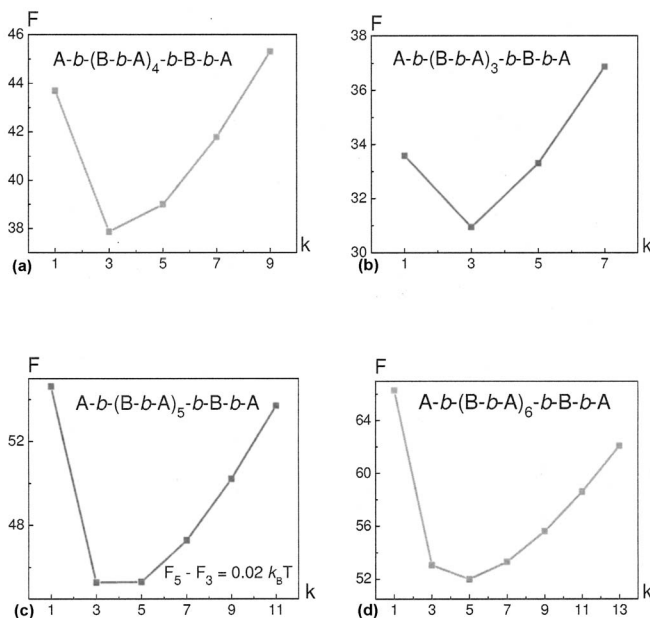 F
46
A-b-(B-b-A)₄-b-B-b-A
44
42
40
38
k
1 3 5 7 9
(a)
F
38
A-b-(B-b-A)₃-b-B-b-A
36
34
32
30
k
1 3 5 7
(b)
F
A-b-(B-b-A)₅-b-B-b-A
52
48
F₅ - F₃ = 0.02 k_BT
k
1 3 5 7 9 11
(c)
F
A-b-(B-b-A)₆-b-B-b-A
64
60
56
52
k
1 3 5 7 9 11 13
(d)